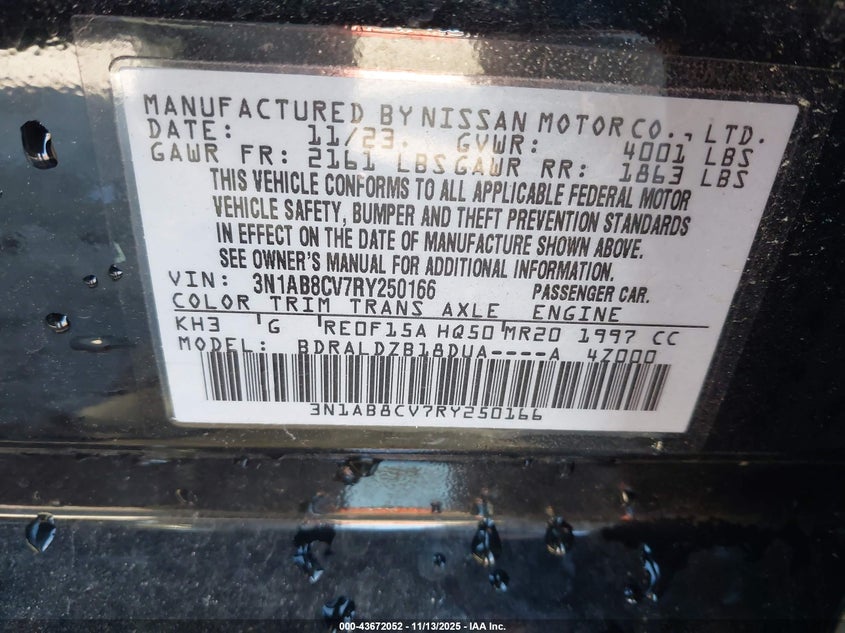 MANUFACTURED BY NISSAN MOTOR CO., LTD.
DATE: 11/23. GVWR: 4001 LBS
GAWR FR: 2161 LBS GAWR RR: 1863 LBS
THIS VEHICLE CONFORMS TO ALL APPLICABLE FEDERAL MOTOR
VEHICLE SAFETY, BUMPER AND THEFT PREVENTION STANDARDS
IN EFFECT ON THE DATE OF MANUFACTURE SHOWN ABOVE.
SEE OWNER'S MANUAL FOR ADDITIONAL INFORMATION.
VIN: 3N1AB8CV7RY250166 PASSENGER CAR.
COLOR TRIM TRANS AXLE ENGINE
KH3 G RE0F15A HQ50 MR20 1997 CC
MODEL: BDRALDZB18DUA----A 4Z000
3N1AB8CV7RY250166
000-43672052 - 11/13/2025 - IAA Inc.